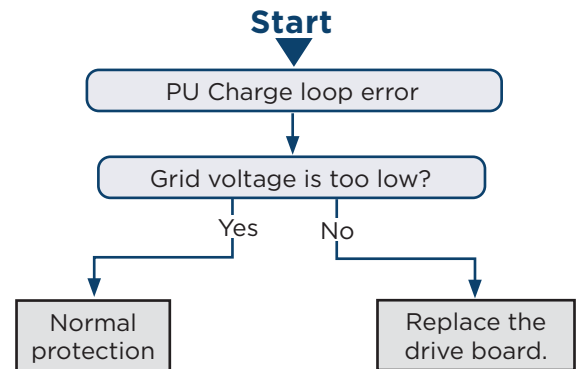 Start
PU Charge loop error
Grid voltage is too low?
Yes
No
Normal
protection
Replace the
drive board.